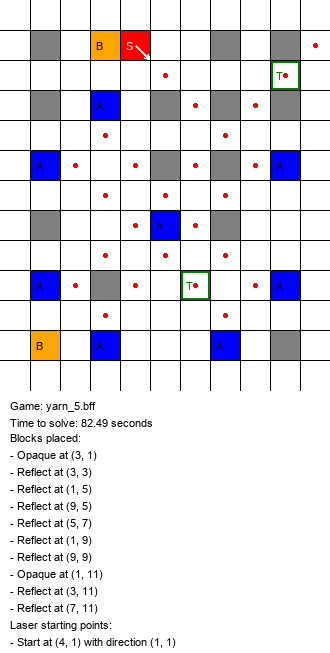 B S
T
A
A A
A
A T A
B A A
Game: yarn_5.bff
Time to solve: 82.49 seconds
Blocks placed:
- Opaque at (3, 1)
- Reflect at (3, 3)
- Reflect at (1, 5)
- Reflect at (9, 5)
- Reflect at (5, 7)
- Reflect at (1, 9)
- Reflect at (9, 9)
- Opaque at (1, 11)
- Reflect at (3, 11)
- Reflect at (7, 11)
Laser starting points:
- Start at (4, 1) with direction (1, 1)